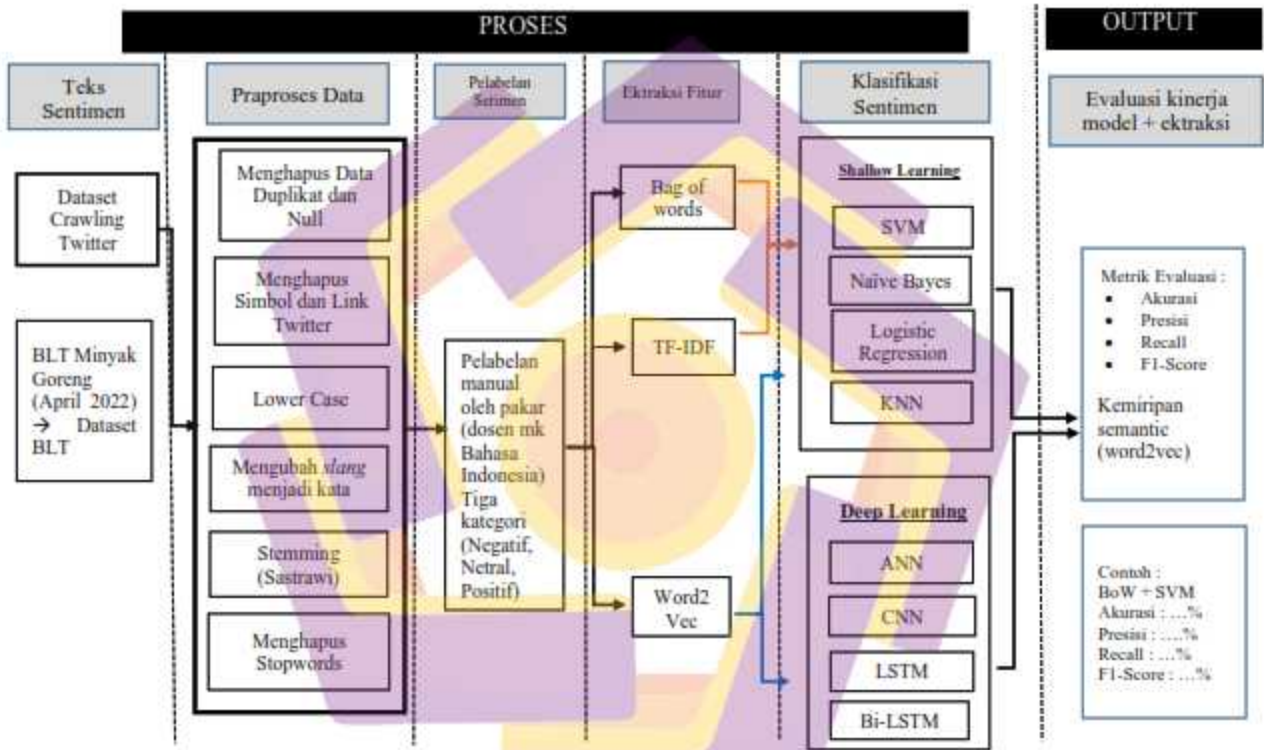 PROSES
OUTPUT
Teks
Sentimen
Dataset
Crawling
Twitter
BLT Minyak
Goreng
(April 2022)
→ Dataset
BLT
Praproses Data
Menghapus Data
Duplikat dan
Null
Menghapus
Simbol dan Link
Twitter
Lower Case
Mengubah slang
menjadi kata
Stemming
(Sastrawi)
Menghapus
Stopwords
Pelabelan
Pelabelan
manual
oleh pakar
(dosen mk
Bahasa
Indonesia)
Tiga
kategori
(Negatif,
Netral,
Positif)
Ektraksi Fitur
Bag of
words
TF-IDF
Word2
Vec
Klasifikasi
Sentimen
Shallow Learning
SVM
Naïve Bayes
Logistic
Regression
KNN
Deep Learning
ANN
CNN
LSTM
Bi-LSTM
Evaluasi kinerja
model + ektraksi
Metrik Evaluasi :
• Akurasi
• Presisi
• Recall
• F1-Score
Kemiripan
semantic
(word2vec)
Contoh :
BoW + SVM
Akurasi : ...%
Presisi : ....%
Recall : ...%
F1-Score : ...%